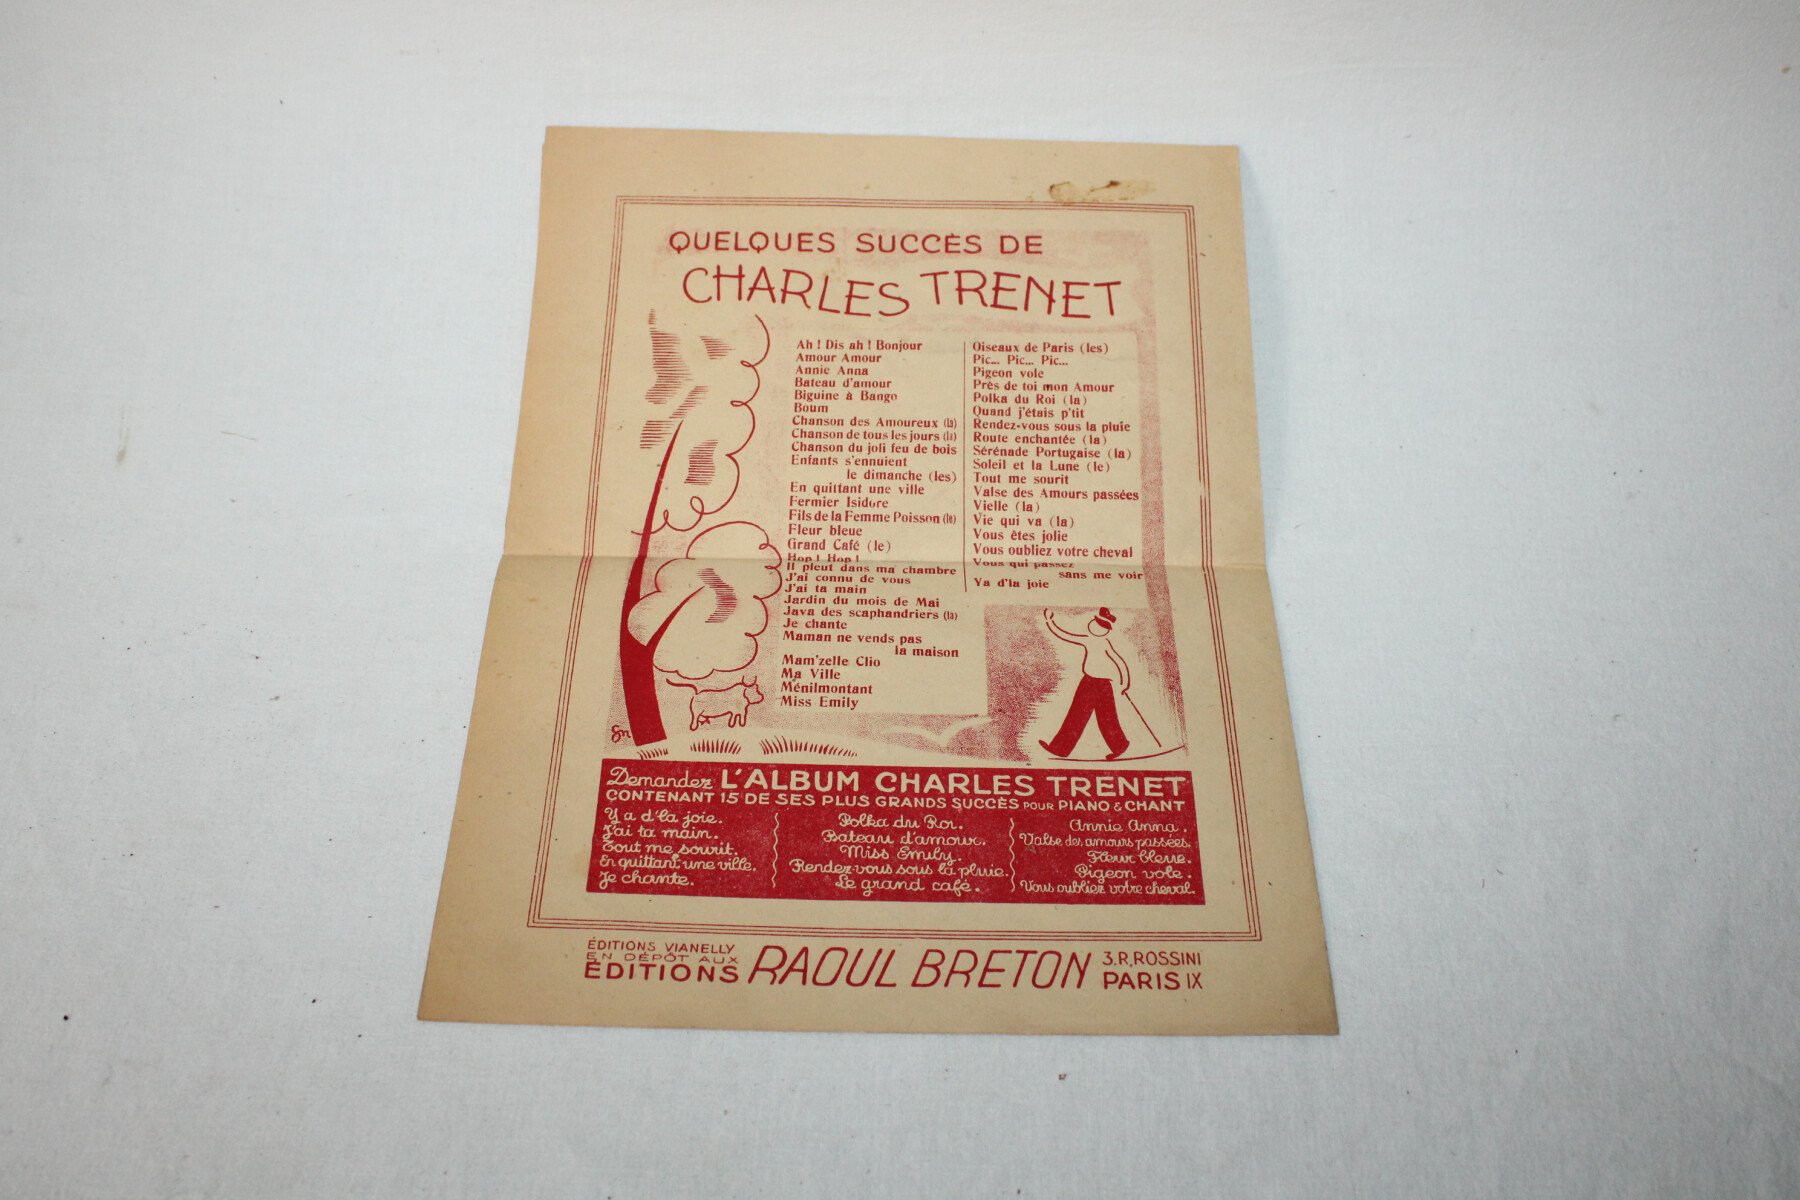 QUELQUES SUCCÈS DE
CHARLES TRENET
Ah ! Dis ah ! Bonjour
Amour Amour
Annie Anna
Bateau d'amour
Biguine à Bango
Boum
Chanson des Amoureux (la)
Chanson de tous les jours (la)
Chanson du joli feu de bois
Enfants s'ennuient
le dimanche (les)
En quittant une ville
Fermier Isidore
Fils de la Femme Poisson (le)
Fleur bleue
Grand Café (le)
Hop ! Hop !
Il pleut dans ma chambre
J'ai connu de vous
J'ai ta main
Jardin du mois de Mai
Java des scaphandriers (la)
Je chante
Maman ne vends pas
la maison
Mam'zelle Clio
Ma Ville
Ménilmontant
Miss Emily
Oiseaux de Paris (les)
Pic... Pic... Pic...
Pigeon vole
Près de toi mon Amour
Polka du Roi (la)
Quand j'étais p'tit
Rendez-vous sous la pluie
Route enchantée (la)
Sérénade Portugaise (la)
Soleil et la Lune (le)
Tout me sourit
Valse des Amours passées
Vielle (la)
Vie qui va (la)
Vous êtes jolie
Vous oubliez votre cheval
Vous qui passez
sans me voir
Ya d'la joie
Demandez L'ALBUM CHARLES TRENET
CONTENANT 15 DE SES PLUS GRANDS SUCCÈS POUR PIANO & CHANT
Y a d'la joie.
J'ai ta main.
Tout me sourit.
En quittant une ville.
Je chante.
Polka du Roi.
Bateau d'amour.
Miss Emily.
Rendez-vous sous la pluie.
Le grand café.
Annie Anna.
Valse des amours passées.
Fleur bleue.
Pigeon vole.
Vous oubliez votre cheval.
ÉDITIONS VIANELLY
EN DÉPÔT AUX
ÉDITIONS RAOUL BRETON
3.R.ROSSINI
PARIS IX